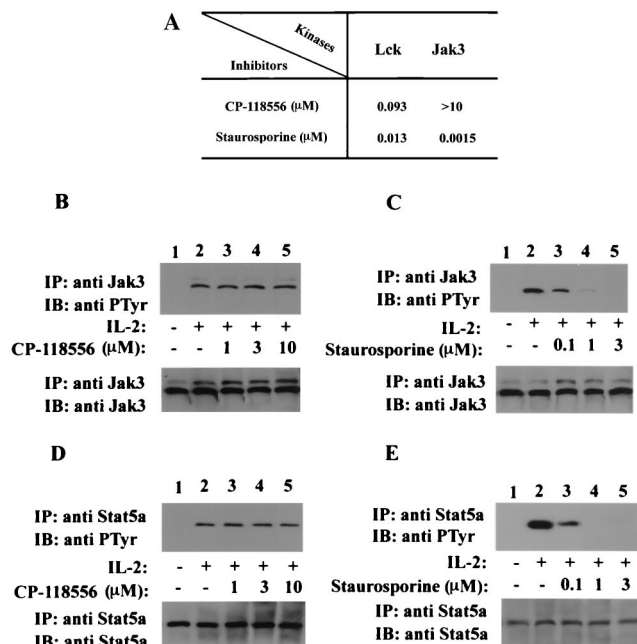 A
Kinases
Inhibitors
Lck Jak3
CP-118556 (μM) 0.093 >10
Staurosporine (μM) 0.013 0.0015
B
1 2 3 4 5
IP: anti Jak3
IB: anti PTyr
IL-2: - + + + +
CP-118556 (μM): - - 1 3 10
IP: anti Jak3
IB: anti Jak3
C
1 2 3 4 5
IP: anti Jak3
IB: anti PTyr
IL-2: - + + + +
Staurosporine (μM): - - 0.1 1 3
IP: anti Jak3
IB: anti Jak3
D
1 2 3 4 5
IP: anti Stat5a
IB: anti PTyr
IL-2: - + + + +
CP-118556 (μM): - - 1 3 10
IP: anti Stat5a
IB: anti Stat5a
E
1 2 3 4 5
IP: anti Stat5a
IB: anti PTyr
IL-2: - + + + +
Staurosporine (μM): - - 0.1 1 3
IP: anti Stat5a
IB: anti Stat5a